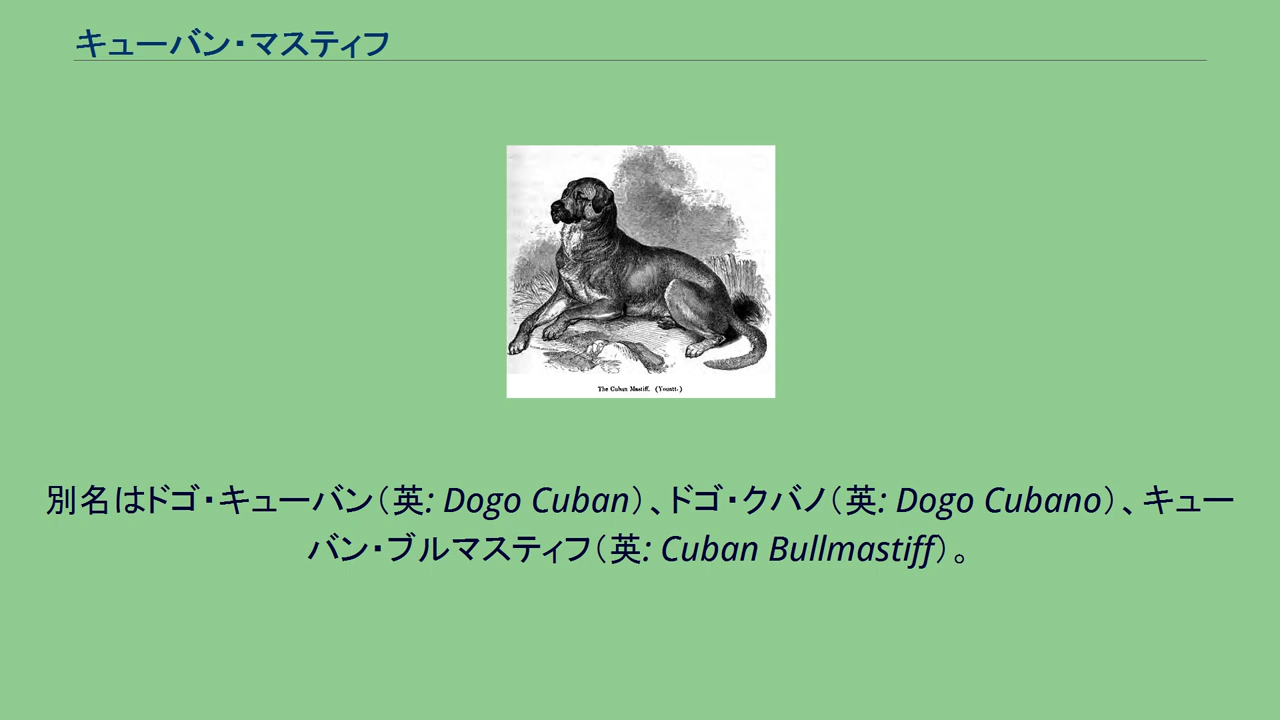 キューバン・マスティフ
The Cuban Mastiff. (Youatt.)
別名はドゴ・キューバン（英: Dogo Cuban）、ドゴ・クバノ（英: Dogo Cubano）、キュー
バン・ブルマスティフ（英: Cuban Bullmastiff）。